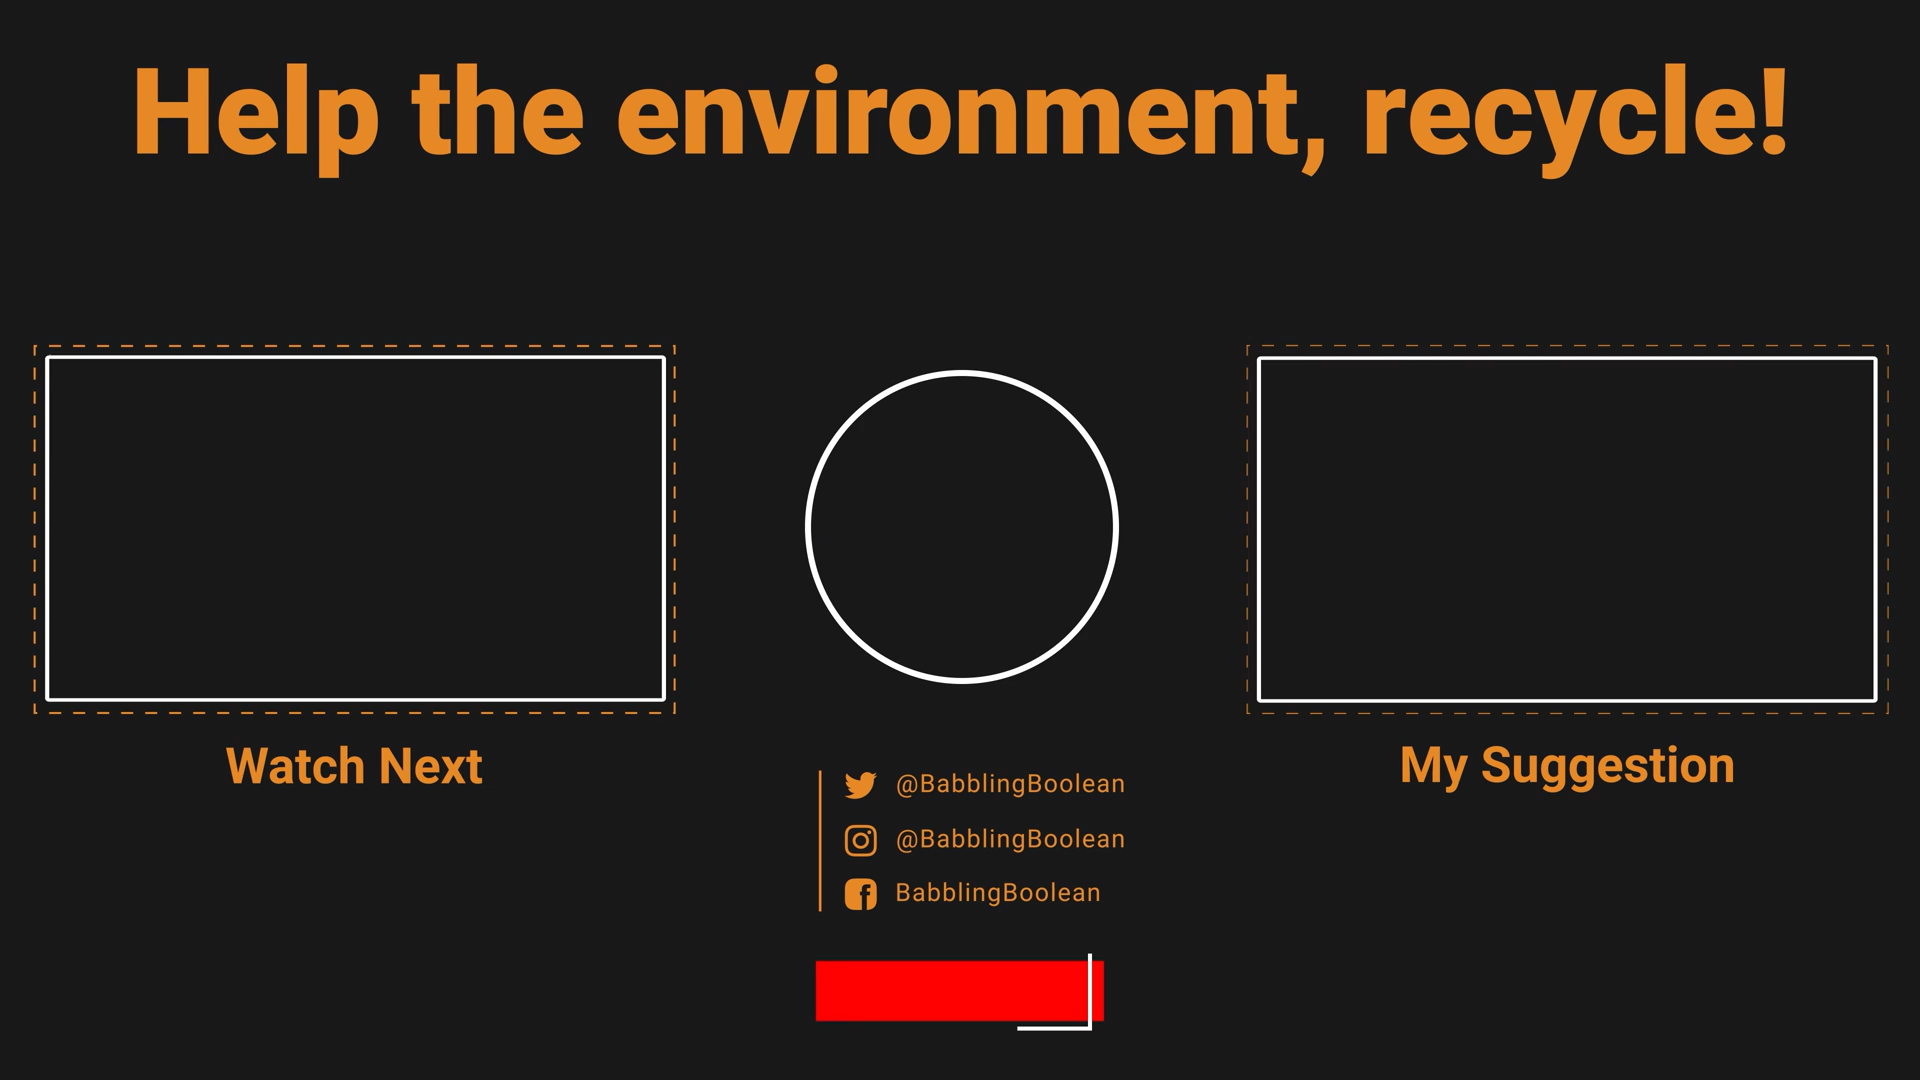 Help the environment, recycle!
Watch Next
My Suggestion
@BabblingBoolean
@BabblingBoolean
BabblingBoolean